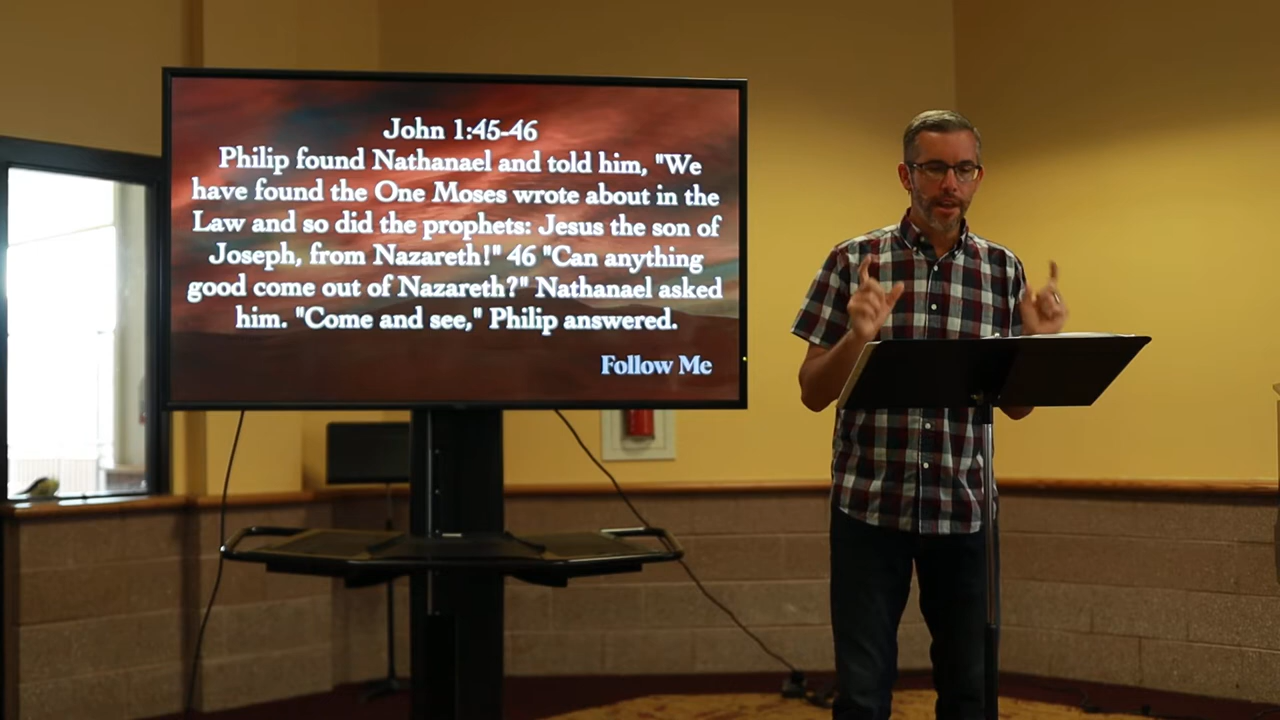 John 1:45-46
Philip found Nathanael and told him, "We
have found the One Moses wrote about in the
Law and so did the prophets: Jesus the son of
Joseph, from Nazareth!" 46 "Can anything
good come out of Nazareth?" Nathanael asked
him. "Come and see," Philip answered.
Follow Me